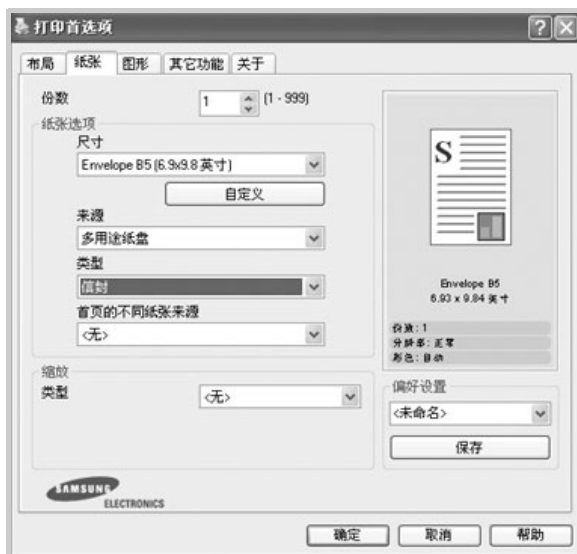 打印首选项
布局 纸张 图形 其它功能 关于
份数 1 (1 - 999)
纸张选项
尺寸
Envelope B5 (6.9x9.8 英寸)
自定义
来源
多用途纸盘
类型
信封
首页的不同纸张来源
<无>
缩放
类型 <无>
S
Envelope B5
6.93 x 9.84 英寸
份数: 1
分辨率: 正常
彩色: 自动
偏好设置
<未命名>
保存
SAMSUNG
ELECTRONICS
确定 取消 帮助